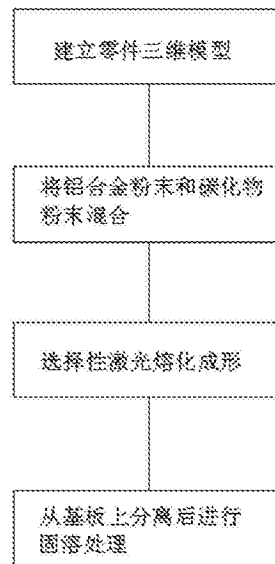 建立零件三维模型
将铝合金粉末和碳化物
粉末混合
选择性激光熔化成形
从基板上分离后进行
固溶处理